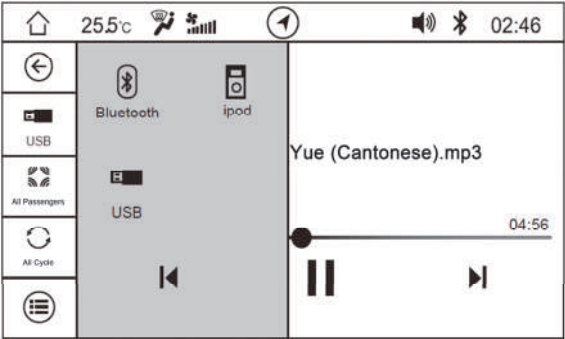 25.5℃
02:46
Bluetooth
ipod
USB
Yue (Cantonese).mp3
All Passengers
USB
04:56
All Cycle